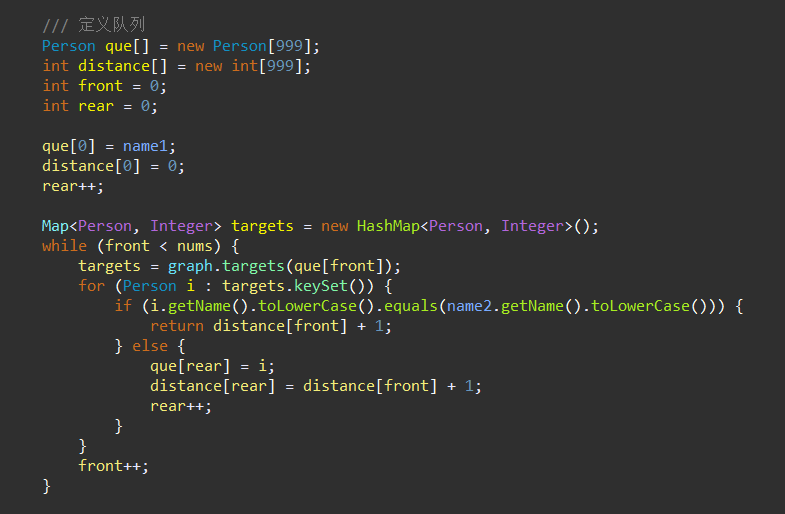 /// 定义队列
Person que[] = new Person[999];
int distance[] = new int[999];
int front = 0;
int rear = 0;
que[0] = name1;
distance[0] = 0;
rear++;
Map<Person, Integer> targets = new HashMap<Person, Integer>();
while (front < nums) {
targets = graph.targets(que[front]);
for (Person i : targets.keySet()) {
if (i.getName().toLowerCase().equals(name2.getName().toLowerCase())) {
return distance[front] + 1;
} else {
que[rear] = i;
distance[rear] = distance[front] + 1;
rear++;
}
}
front++;
}